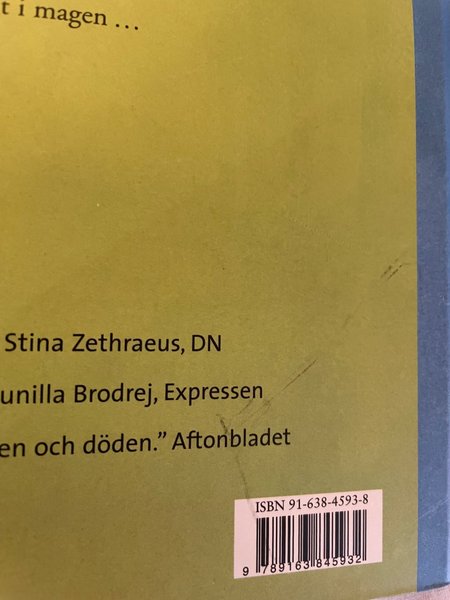 t i magen …
Stina Zethraeus, DN
unilla Brodrej, Expressen
en och döden.” Aftonbladet
ISBN 91-638-4593-8
9 789163 845932